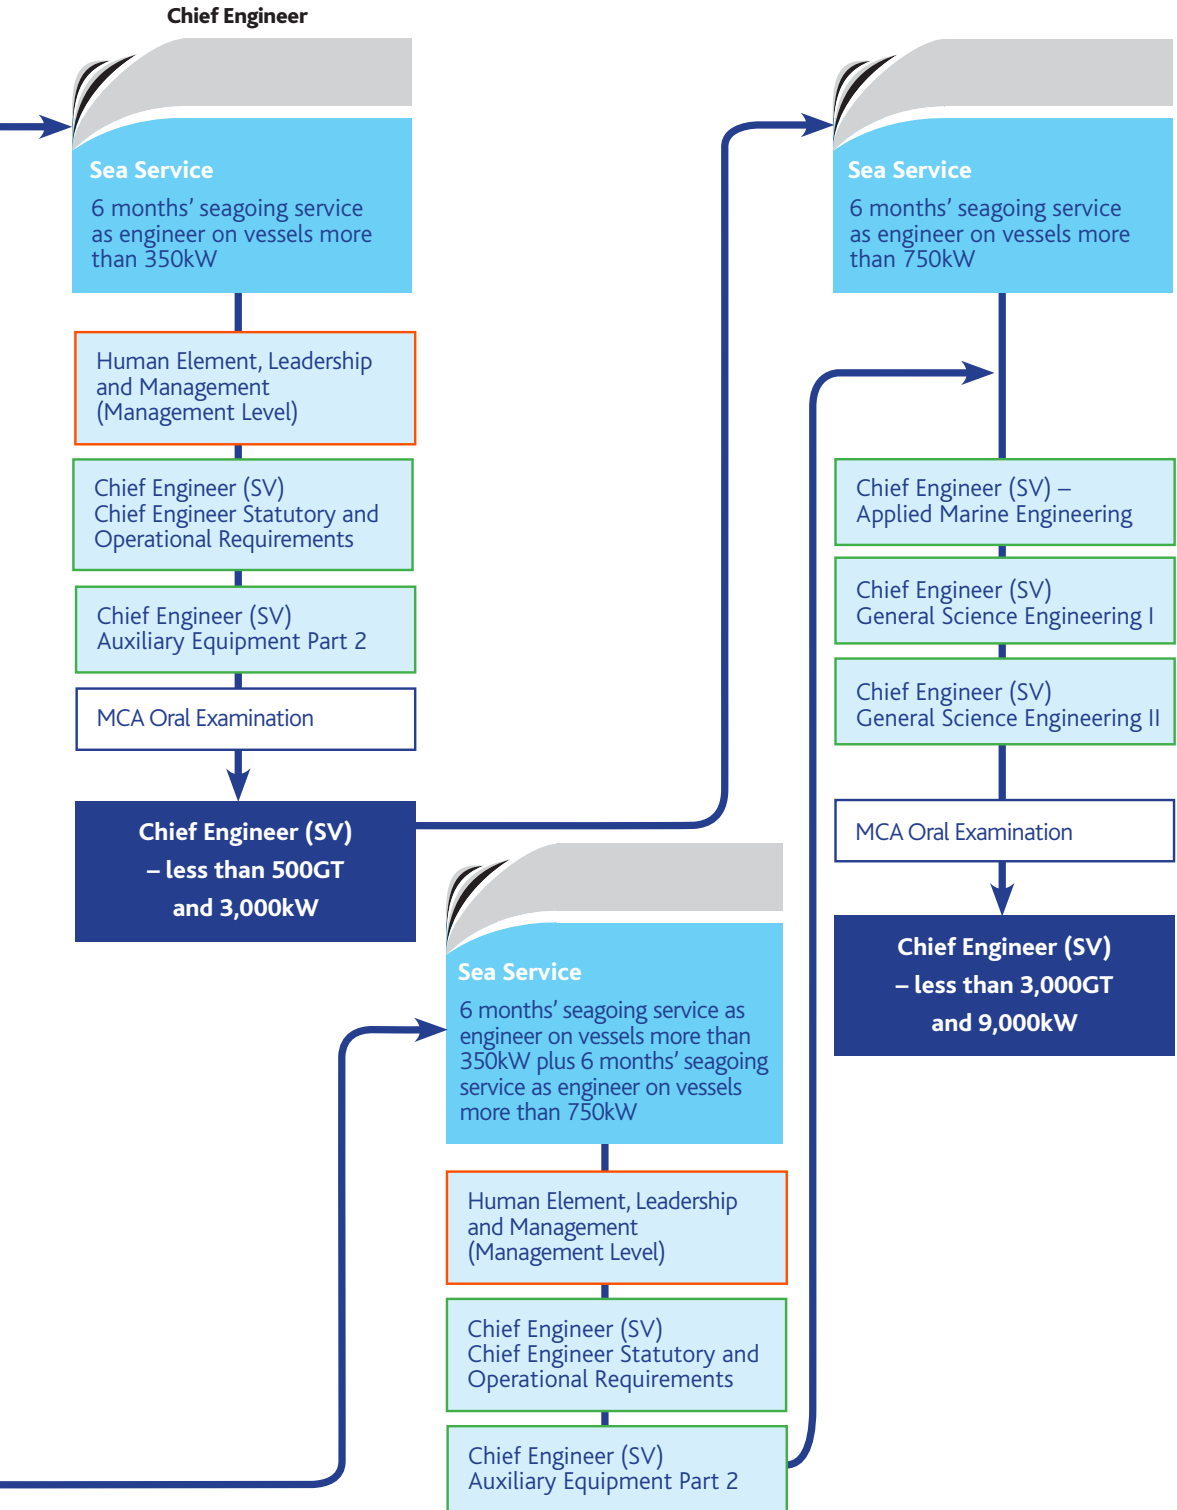 Chief Engineer
Sea Service
6 months’ seagoing service
as engineer on vessels more
than 350kW
Human Element, Leadership
and Management
(Management Level)
Chief Engineer (SV)
Chief Engineer Statutory and
Operational Requirements
Chief Engineer (SV)
Auxiliary Equipment Part 2
MCA Oral Examination
Chief Engineer (SV)
– less than 500GT
and 3,000kW
Sea Service
6 months’ seagoing service as
engineer on vessels more than
350kW plus 6 months’ seagoing
service as engineer on vessels
more than 750kW
Human Element, Leadership
and Management
(Management Level)
Chief Engineer (SV)
Chief Engineer Statutory and
Operational Requirements
Chief Engineer (SV)
Auxiliary Equipment Part 2
Sea Service
6 months’ seagoing service
as engineer on vessels more
than 750kW
Chief Engineer (SV) –
Applied Marine Engineering
Chief Engineer (SV)
General Science Engineering I
Chief Engineer (SV)
General Science Engineering II
MCA Oral Examination
Chief Engineer (SV)
– less than 3,000GT
and 9,000kW